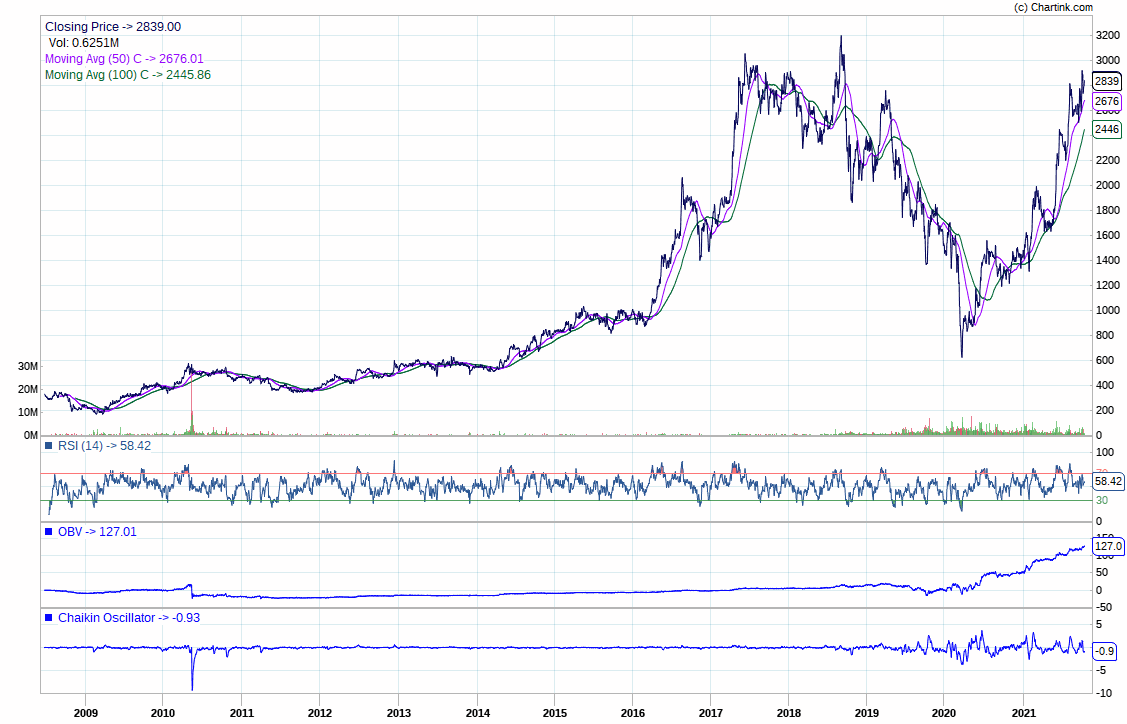 (c) Chartink.com
Closing Price -> 2839.00
Vol: 0.6251M
Moving Avg (50) C -> 2676.01
Moving Avg (100) C -> 2445.86
3200
3000
2839
2676
2600
2446
2200
2000
1800
1600
1400
1200
1000
800
600
400
200
0
30M
20M
10M
0M
RSI (14) -> 58.42
100
70
58.42
30
0
OBV -> 127.01
150
127.0
100
50
0
-50
Chaikin Oscillator -> -0.93
5
-0.9
-5
-10
2009 2010 2011 2012 2013 2014 2015 2016 2017 2018 2019 2020 2021